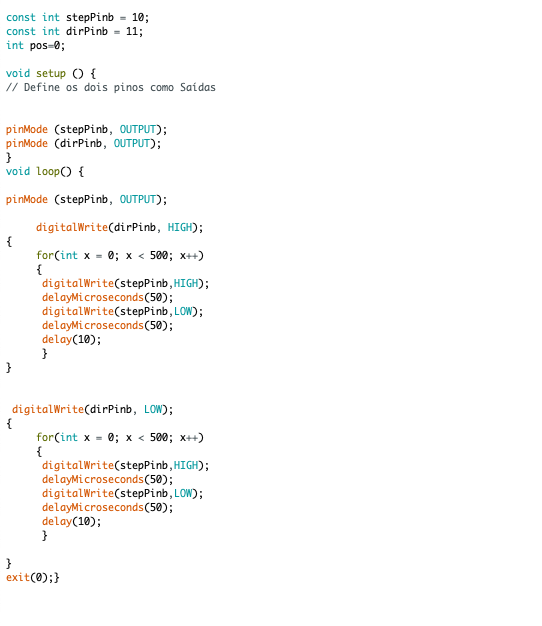 const int stepPinb = 10;
const int dirPinb = 11;
int pos=0;
void setup () {
// Define os dois pinos como Saídas
pinMode (stepPinb, OUTPUT);
pinMode (dirPinb, OUTPUT);
}
void loop() {
pinMode (stepPinb, OUTPUT);
digitalWrite(dirPinb, HIGH);
{
for(int x = 0; x < 500; x++)
{
digitalWrite(stepPinb,HIGH);
delayMicroseconds(50);
digitalWrite(stepPinb,LOW);
delayMicroseconds(50);
delay(10);
}
}
digitalWrite(dirPinb, LOW);
{
for(int x = 0; x < 500; x++)
{
digitalWrite(stepPinb,HIGH);
delayMicroseconds(50);
digitalWrite(stepPinb,LOW);
delayMicroseconds(50);
delay(10);
}
}
exit(0);}